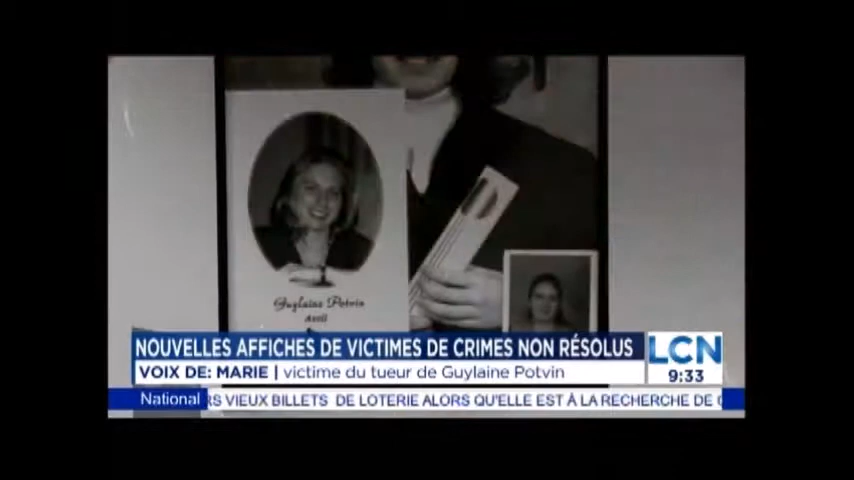 Guylaine Potvin
Avril
NOUVELLES AFFICHES DE VICTIMES DE CRIMES NON RÉSOLUS
LCN
VOIX DE: MARIE | victime du tueur de Guylaine Potvin
9:33
National
RS VIEUX BILLETS DE LOTERIE ALORS QU'ELLE EST À LA RECHERCHE DE